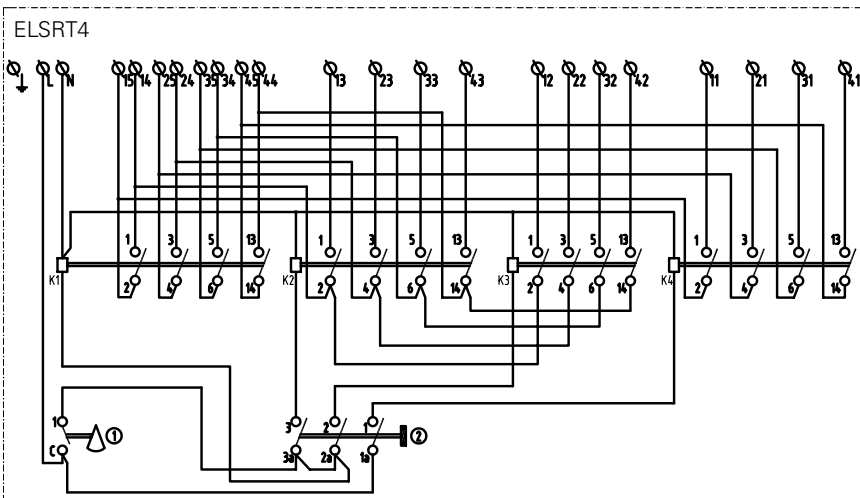 ELSRT4
L N 15 14 25 24 35 34 45 44 13 23 33 43 12 22 32 42 11 21 31 41
1 3 5 13 1 3 5 13 1 3 5 13 1 3 5 13
K1 K2 K3 K4
2 4 6 14 2 4 6 14 2 4 6 14 2 4 6 14
1 ① 3 2 1 ②
C 3a 2a 1a